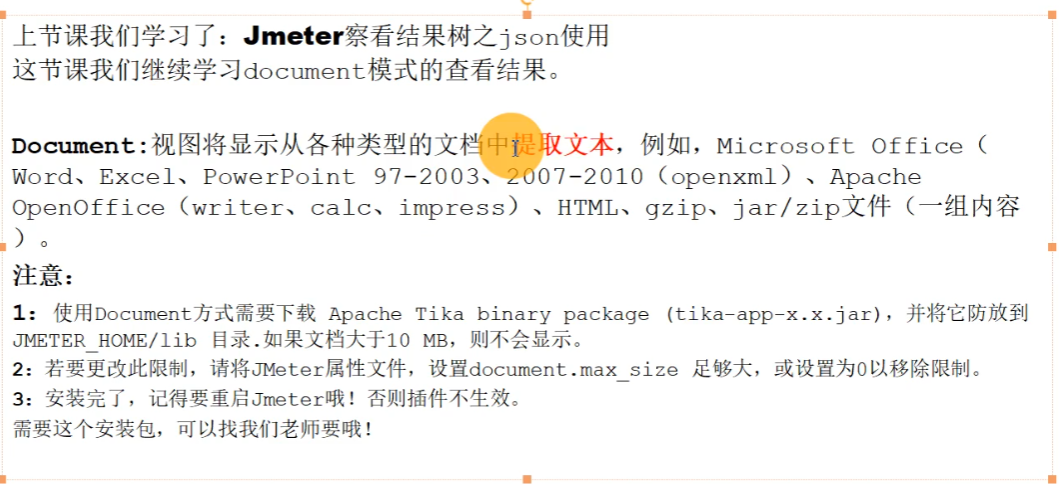 上节课我们学习了：Jmeter察看结果树之json使用
这节课我们继续学习document模式的查看结果。
Document:视图将显示从各种类型的文档中提取文本，例如，Microsoft Office（
Word、Excel、PowerPoint 97-2003、2007-2010（openxml）、Apache
OpenOffice（writer、calc、impress）、HTML、gzip、jar/zip文件（一组内容
）。
注意：
1：使用Document方式需要下载 Apache Tika binary package (tika-app-x.x.jar)，并将它防放到
JMETER_HOME/lib 目录.如果文档大于10 MB，则不会显示。
2：若要更改此限制，请将JMeter属性文件，设置document.max_size 足够大，或设置为0以移除限制。
3：安装完了，记得要重启Jmeter哦！否则插件不生效。
需要这个安装包，可以找我们老师要哦！